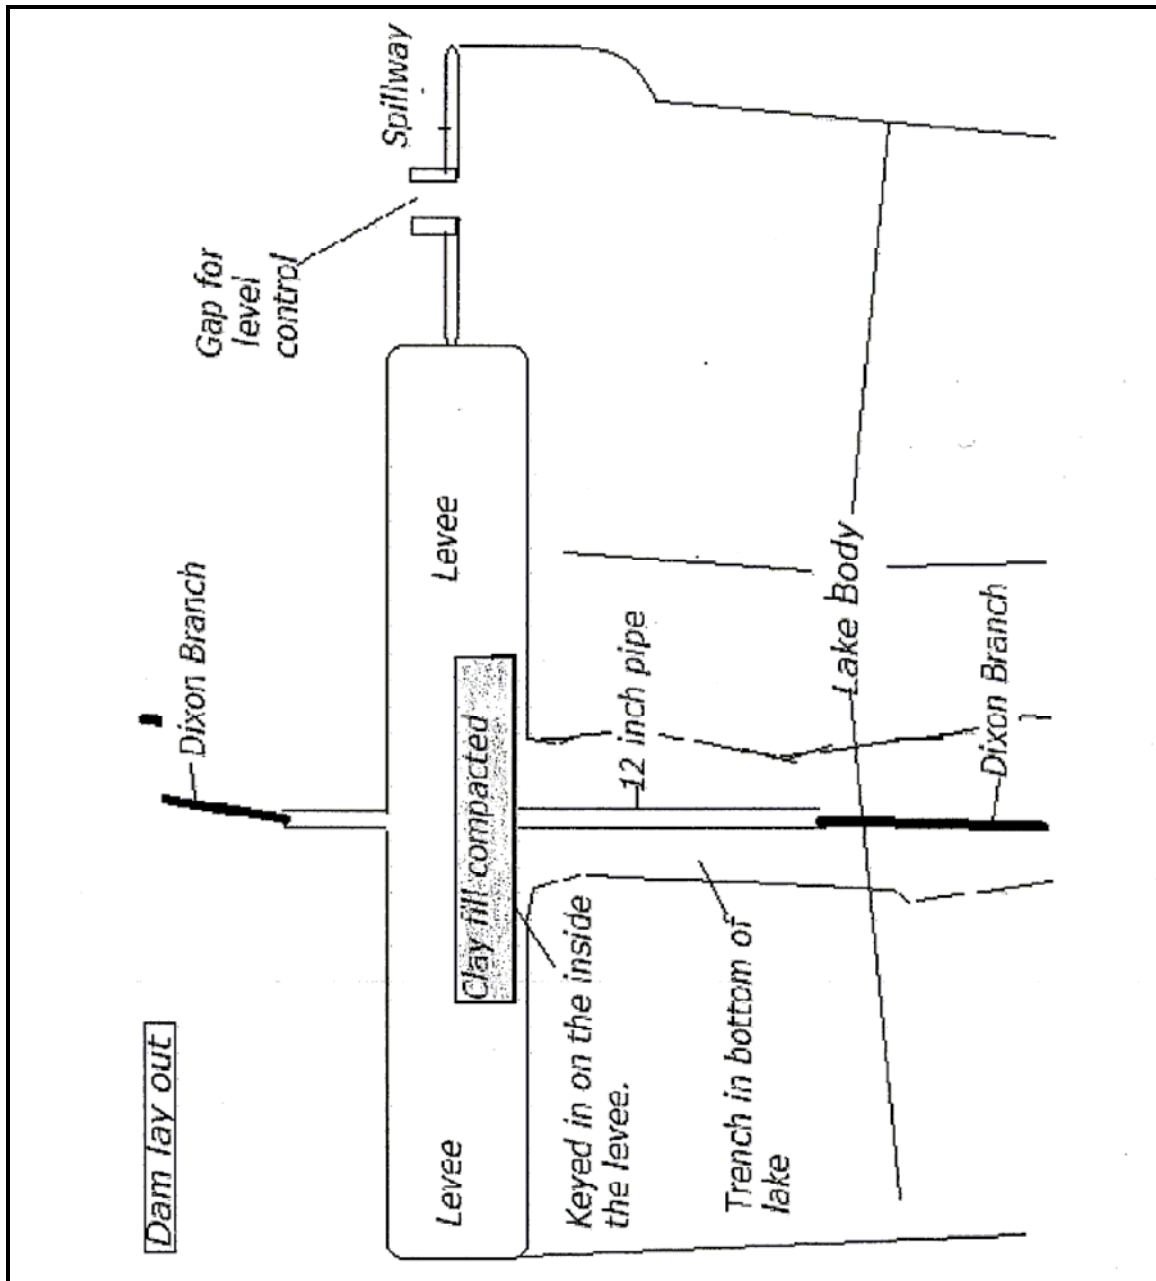 Dam lay out
Dixon Branch
Gap for
level
control
Spillway
Levee
Levee
Clay fill compacted
Keyed in on the inside
the levee.
12 inch pipe
Trench in bottom of
lake
Lake Body
Dixon Branch